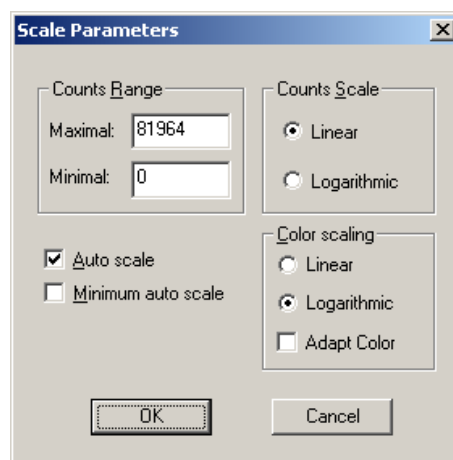 Scale Parameters
Counts Range
Maximal: 81964
Minimal: 0
Counts Scale
Linear
Logarithmic
Auto scale
Minimum auto scale
Color scaling
Linear
Logarithmic
Adapt Color
OK
Cancel